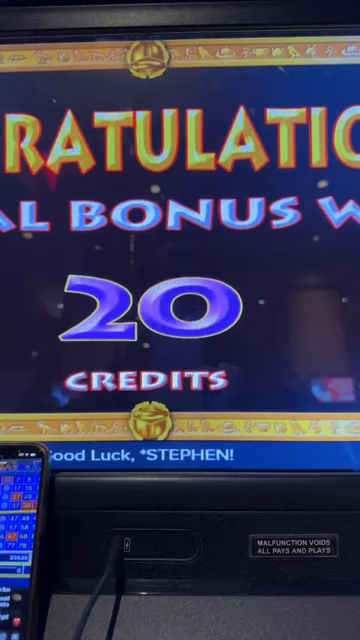 RATULATIO
AL BONUS W
20
CREDITS
ood Luck, *STEPHEN!
MALFUNCTION VOIDS
ALL PAYS AND PLAYS